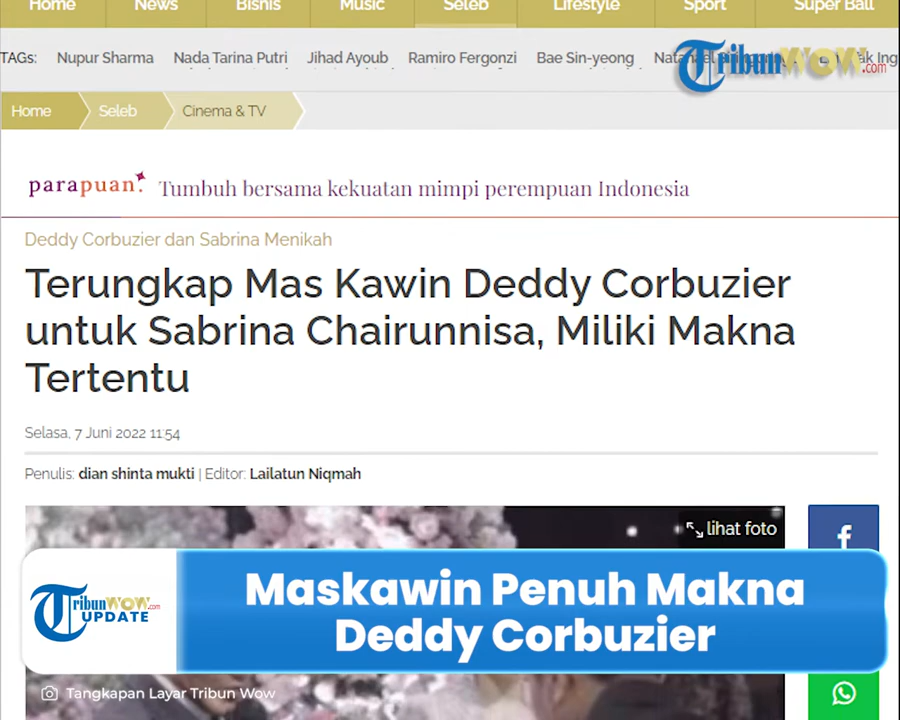 Home News Bisnis Music Seleb Lifestyle Sport Super Ball
TAGs: Nupur Sharma Nada Tarina Putri Jihad Ayoub Ramiro Fergonzi Bae Sin-yeong
TribunWOW.com
Home Seleb Cinema & TV
parapuan. Tumbuh bersama kekuatan mimpi perempuan Indonesia
Deddy Corbuzier dan Sabrina Menikah
Terungkap Mas Kawin Deddy Corbuzier
untuk Sabrina Chairunnisa, Miliki Makna
Tertentu
Selasa, 7 Juni 2022 11:54
Penulis: dian shinta mukti | Editor: Lailatun Niqmah
lihat foto
f
TribunWOW.com
UPDATE
Maskawin Penuh Makna
Deddy Corbuzier
Tangkapan Layar Tribun Wow